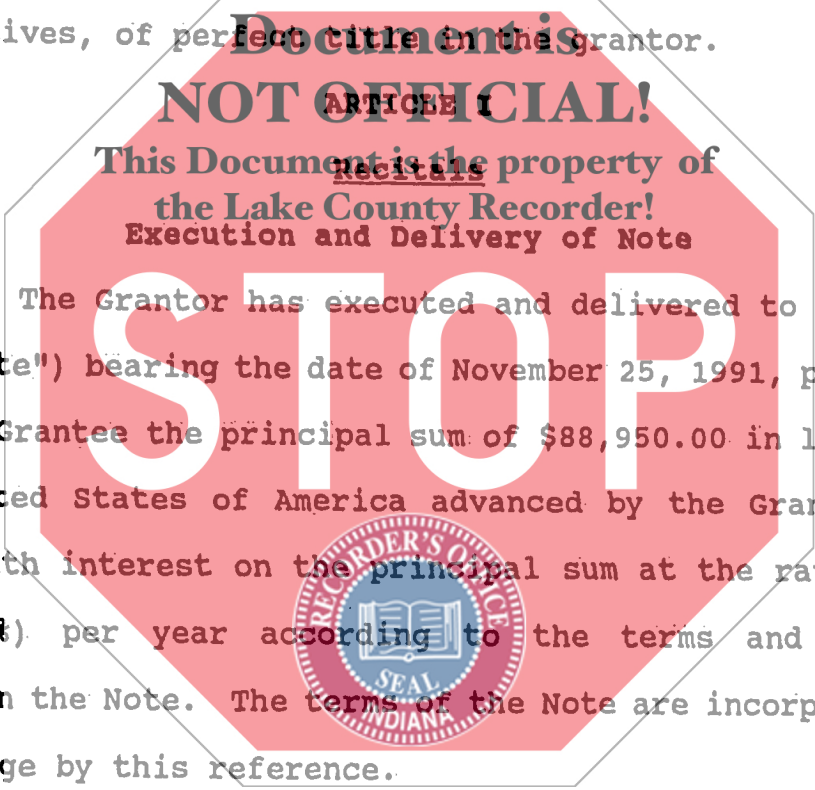 ives, of perfect title in the grantor.
Document is
NOT OFFICIAL!
ARTICLE I
This Document is the property of
Recitals
the Lake County Recorder!
Execution and Delivery of Note
The Grantor has executed and delivered to
te") bearing the date of November 25, 1991, p
Grantee the principal sum of $88,950.00 in l
ted States of America advanced by the Gran
th interest on the principal sum at the ra
) per year according to the terms and
n the Note. The terms of the Note are incorp
ge by this reference.
STOP
RECORDER'S OFFICE
SEAL
INDIANA